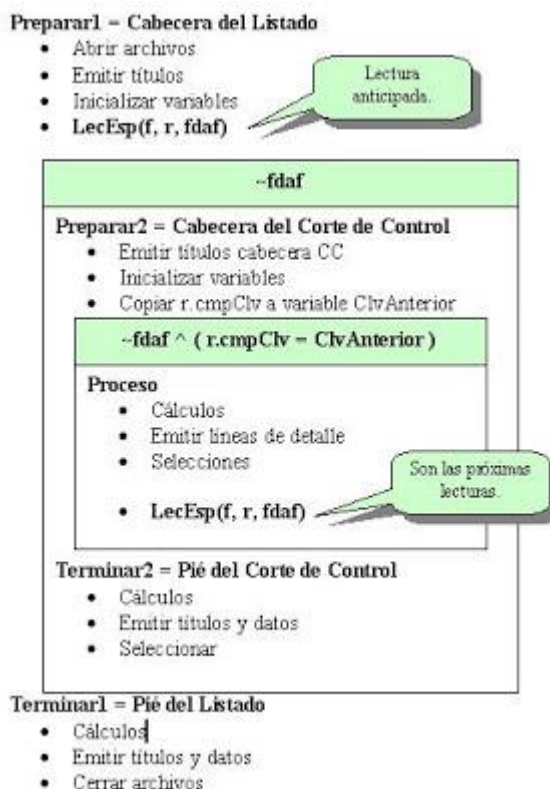 Preparar1 = Cabecera del Listado
• Abrir archivos
• Emitir títulos
• Inicializar variables
• LecEsp(f, r, fdaf)
Lectura
anticipada.
~fdaf
Preparar2 = Cabecera del Corte de Control
• Emitir títulos cabecera CC
• Inicializar variables
• Copiar r.cmpClv a variable ClvAnterior
~fdaf ^ ( r.cmpClv = ClvAnterior )
Proceso
• Cálculos
• Emitir líneas de detalle
• Selecciones
• LecEsp(f, r, fdaf)
Son las próximas
lecturas.
Terminar2 = Pié del Corte de Control
• Cálculos
• Emitir títulos y datos
• Seleccionar
Terminar1 = Pié del Listado
• Cálculos
• Emitir títulos y datos
• Cerrar archivos